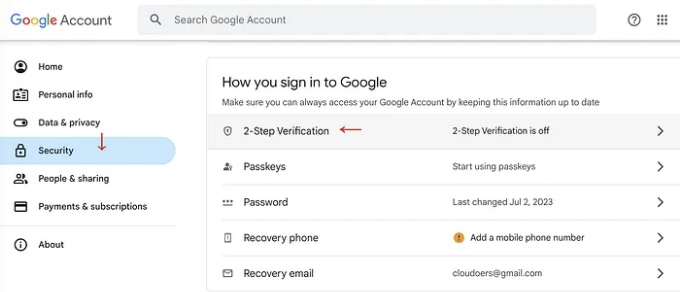 Google Account
Search Google Account
Home
Personal info
Data & privacy
Security
People & sharing
Payments & subscriptions
About
How you sign in to Google
Make sure you can always access your Google Account by keeping this information up to date
2-Step Verification 2-Step Verification is off
Passkeys Start using passkeys
Password Last changed Jul 2, 2023
Recovery phone Add a mobile phone number
Recovery email cloudoers@gmail.com